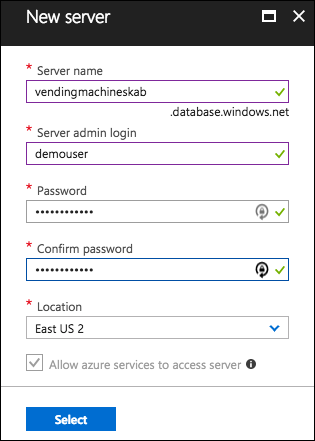 New server
* Server name
vendingmachineskab
.database.windows.net
* Server admin login
demouser
* Password
••••••••••••
* Confirm password
••••••••••••
* Location
East US 2
Allow azure services to access server
Select